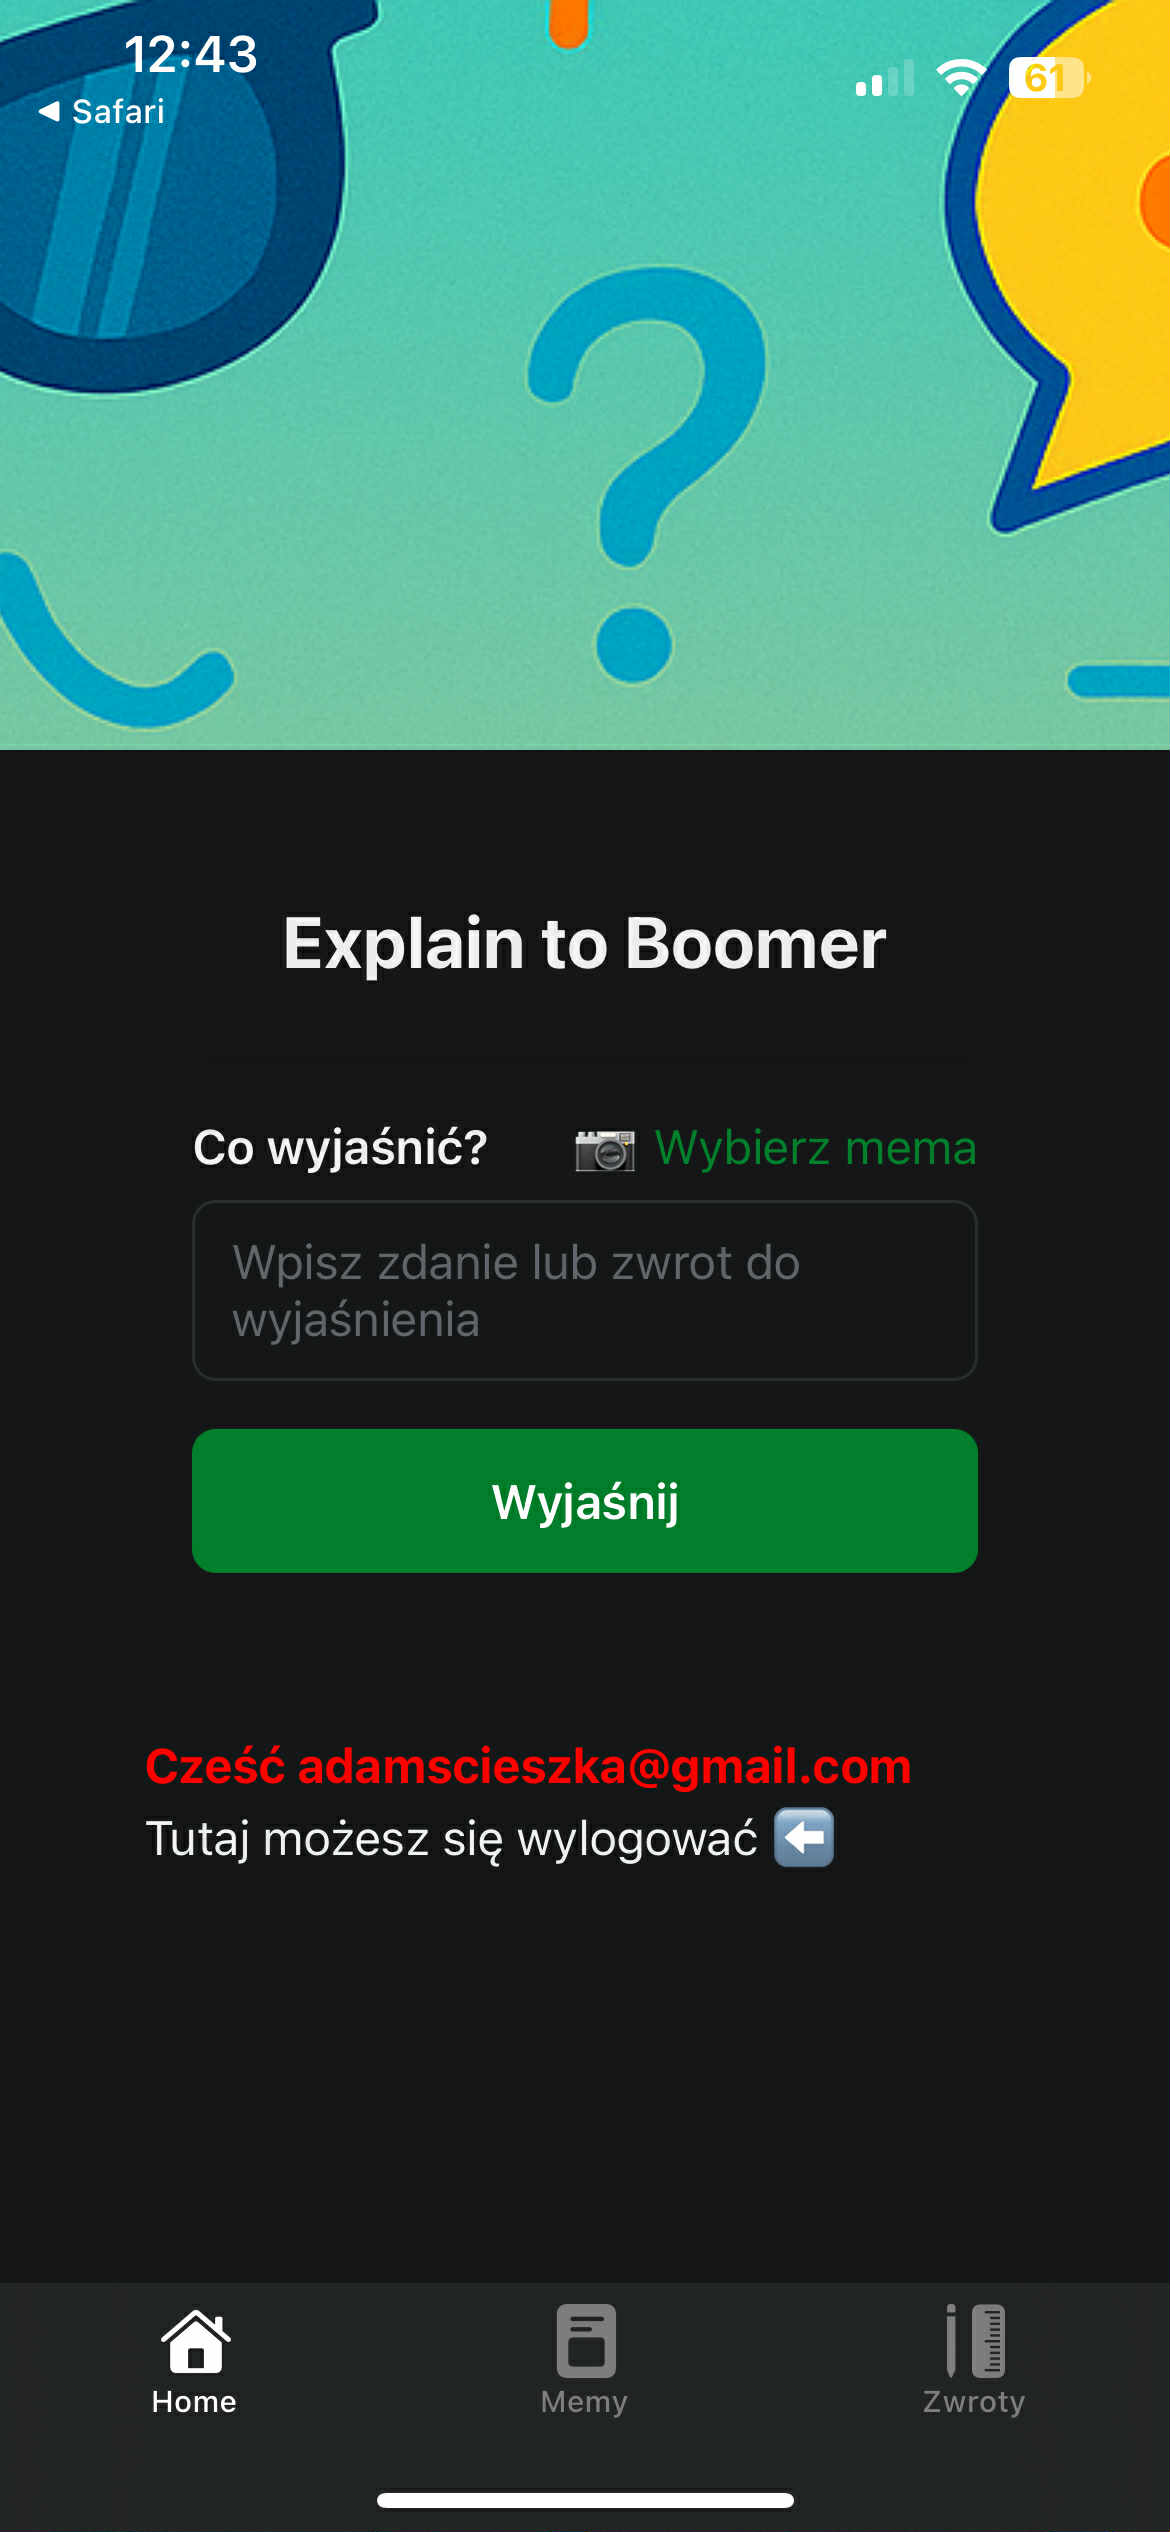 12:43
61
◀ Safari
?
Explain to Boomer
Co wyjaśnić?
📷 Wybierz mema
Wpisz zdanie lub zwrot do
wyjaśnienia
Wyjaśnij
Cześć adamscieszka@gmail.com
Tutaj możesz się wylogować ⬅️
Home
Memy
Zwroty